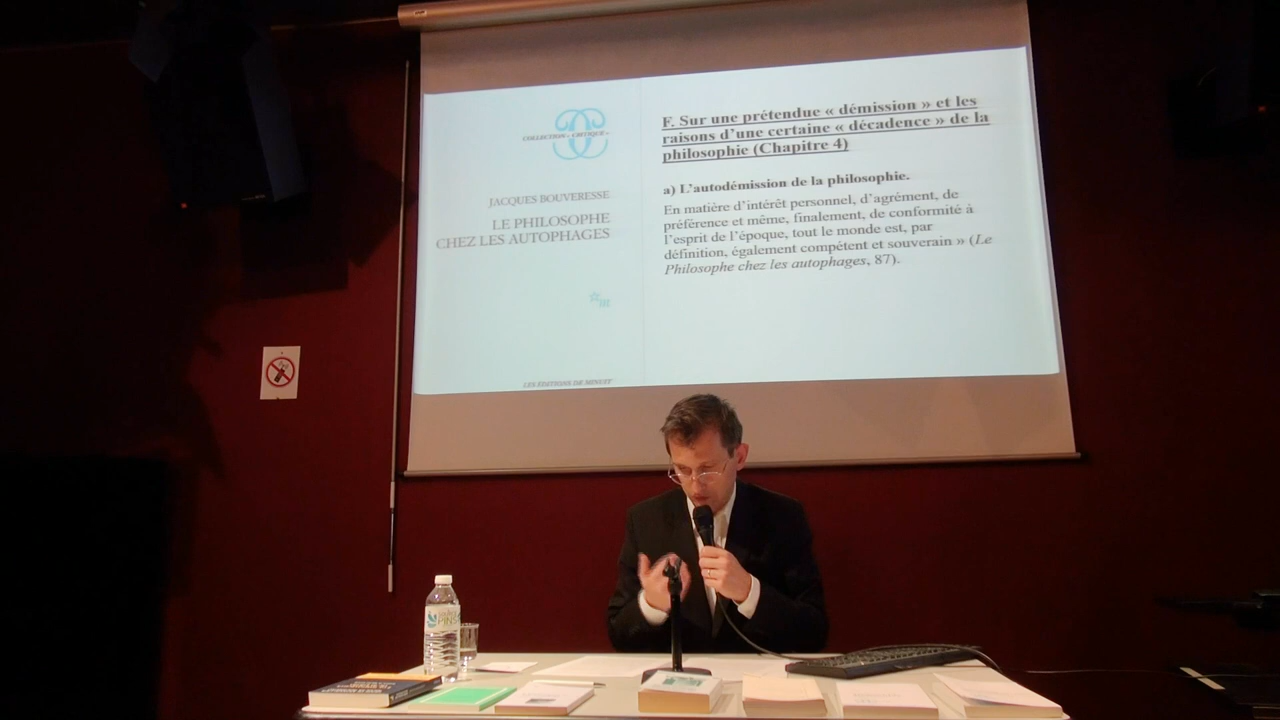 COLLECTION « CRITIQUE »
JACQUES BOUVERESSE
LE PHILOSOPHE
CHEZ LES AUTOPHAGES
LES ÉDITIONS DE MINUIT
F. Sur une prétendue « démission » et les
raisons d’une certaine « décadence » de la
philosophie (Chapitre 4)
a) L’autodémission de la philosophie.
En matière d’intérêt personnel, d’agrément, de
préférence et même, finalement, de conformité à
l’esprit de l’époque, tout le monde est, par
définition, également compétent et souverain » (Le
Philosophe chez les autophages, 87).
PINS